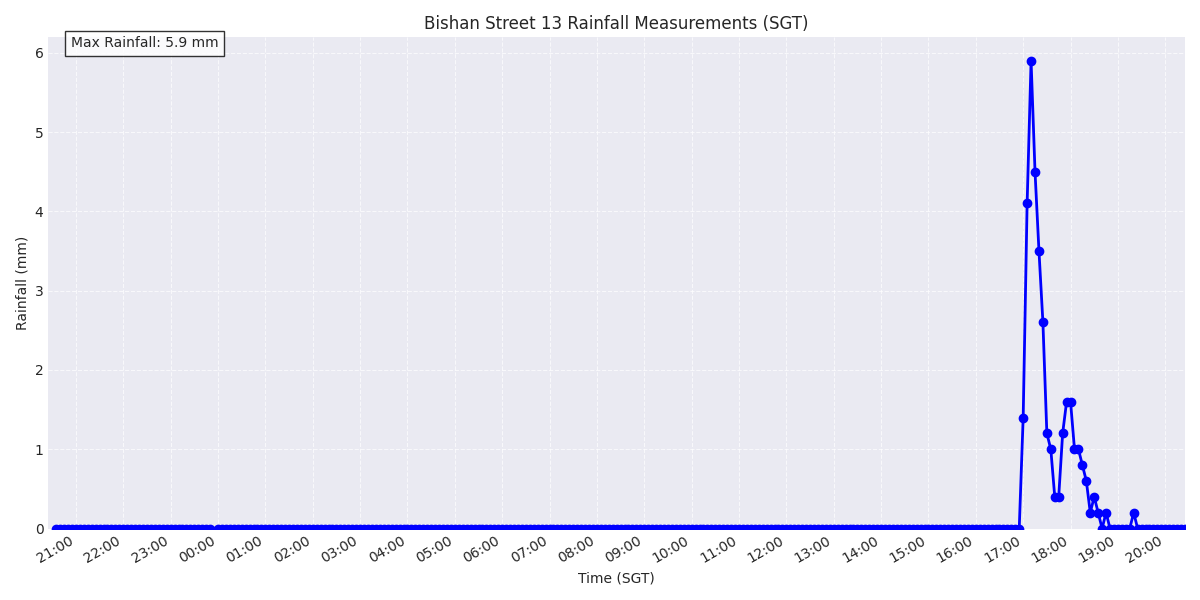 Bishan Street 13 Rainfall Measurements (SGT)
Max Rainfall: 5.9 mm
6
5
4
3
2
1
0
Rainfall (mm)
21:00 22:00 23:00 00:00 01:00 02:00 03:00 04:00 05:00 06:00 07:00 08:00 09:00 10:00 11:00 12:00 13:00 14:00 15:00 16:00 17:00 18:00 19:00 20:00
Time (SGT)